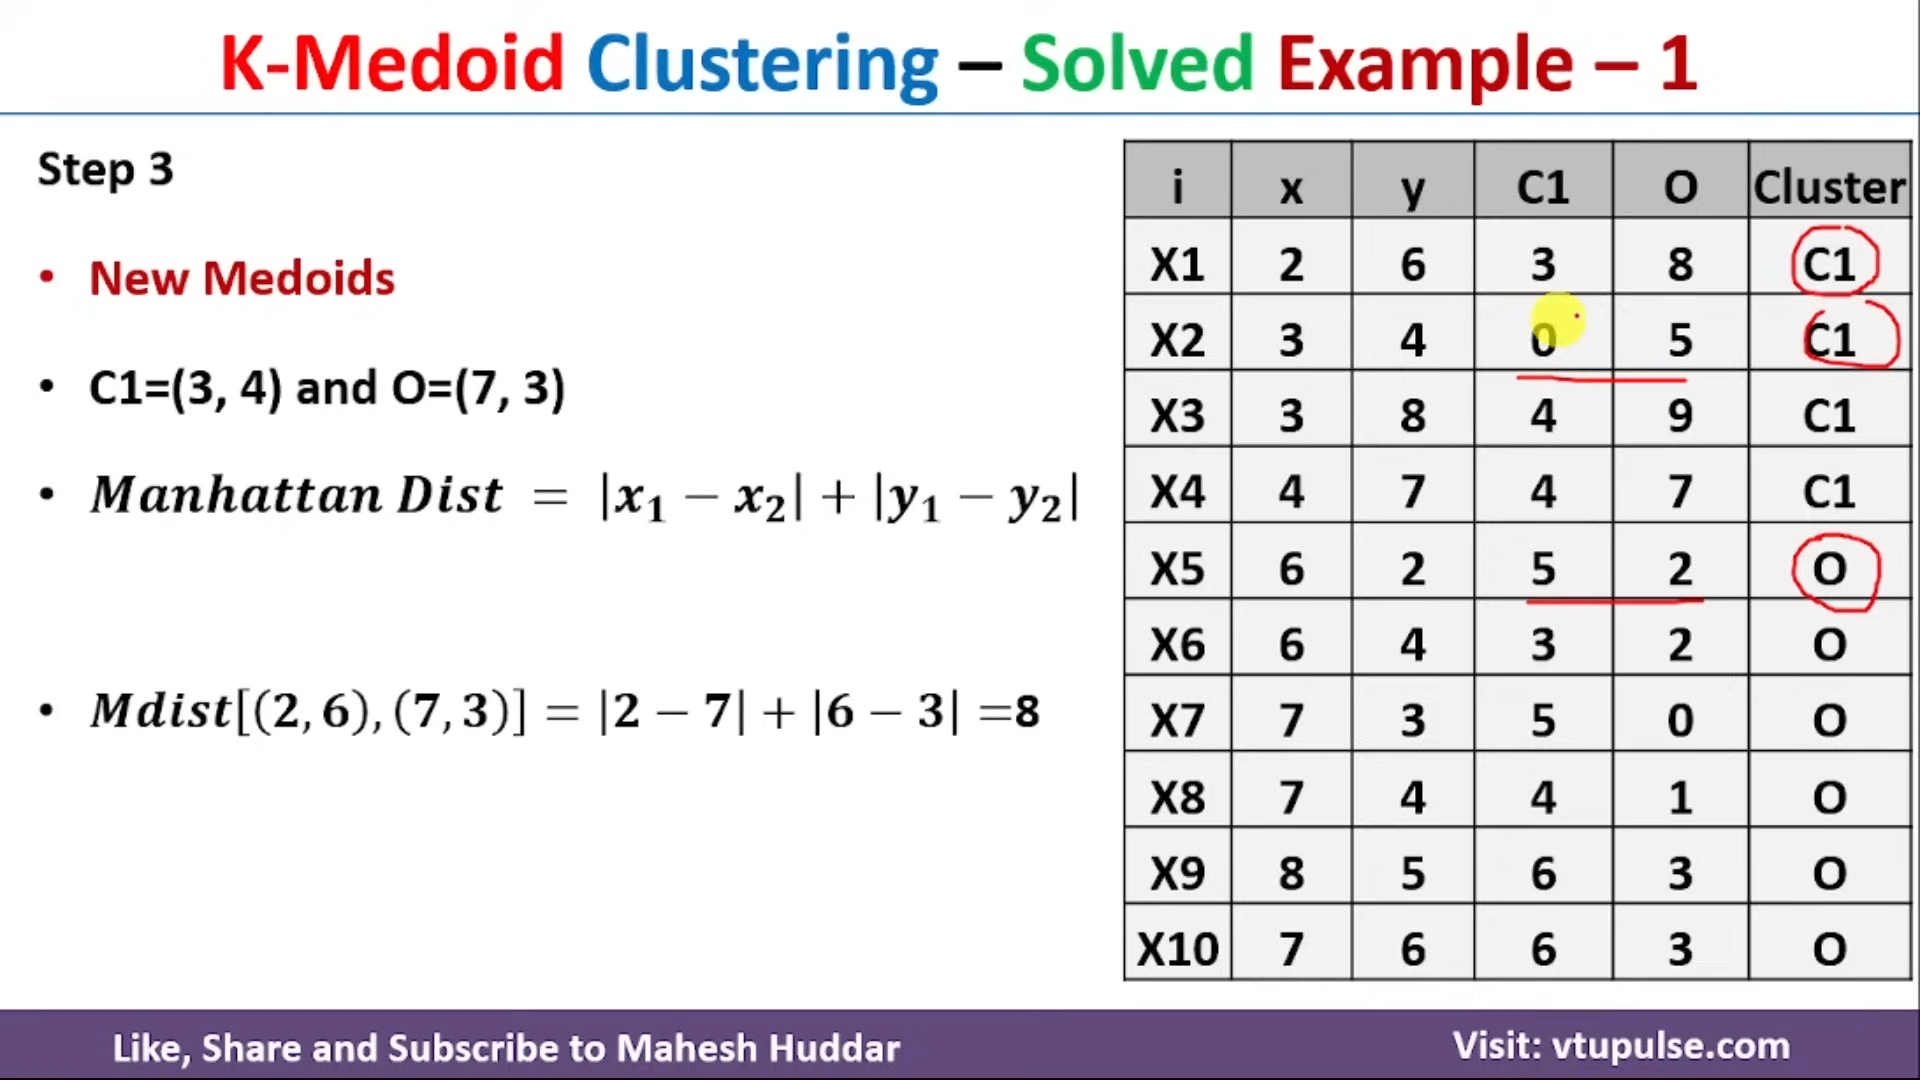 K-Medoid Clustering – Solved Example – 1
Step 3
• New Medoids
• C1=(3, 4) and O=(7, 3)
• Manhattan Dist = |x₁ − x₂| + |y₁ − y₂|
• Mdist[(2, 6), (7, 3)] = |2 − 7| + |6 − 3| =8
i x y C1 O Cluster
X1 2 6 3 8 C1
X2 3 4 0 5 C1
X3 3 8 4 9 C1
X4 4 7 4 7 C1
X5 6 2 5 2 O
X6 6 4 3 2 O
X7 7 3 5 0 O
X8 7 4 4 1 O
X9 8 5 6 3 O
X10 7 6 6 3 O
Like, Share and Subscribe to Mahesh Huddar
Visit: vtupulse.com